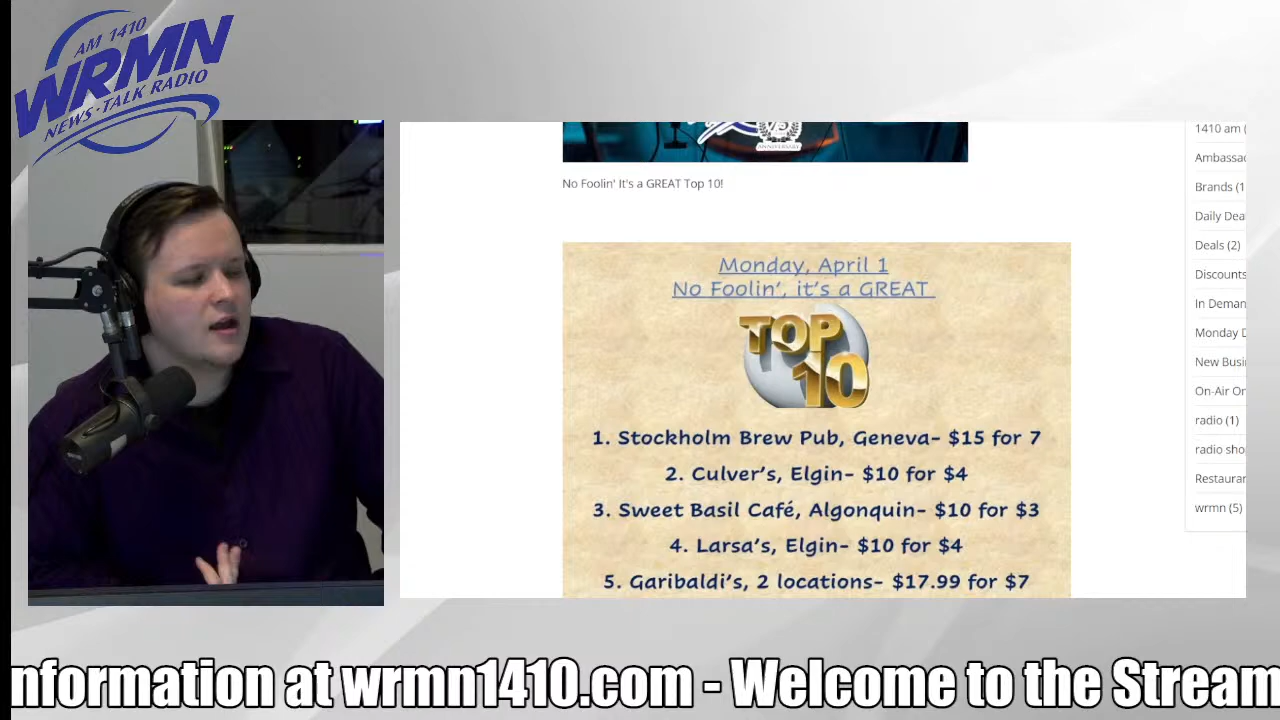 AM 1410
WRMN
NEWS·TALK RADIO
75
ANNIVERSARY
No Foolin' It's a GREAT Top 10!
Monday, April 1
No Foolin', it's a GREAT
TOP
10
1. Stockholm Brew Pub, Geneva- $15 for 7
2. Culver's, Elgin- $10 for $4
3. Sweet Basil Café, Algonquin- $10 for $3
4. Larsa's, Elgin- $10 for $4
5. Garibaldi's, 2 locations- $17.99 for $7
1410 am (
Ambassac
Brands (1
Daily Dea
Deals (2)
Discounts
In Deman
Monday D
New Busi
On-Air On
radio (1)
radio sho
Restaurar
wrmn (5)
nformation at wrmn1410.com - Welcome to the Stream